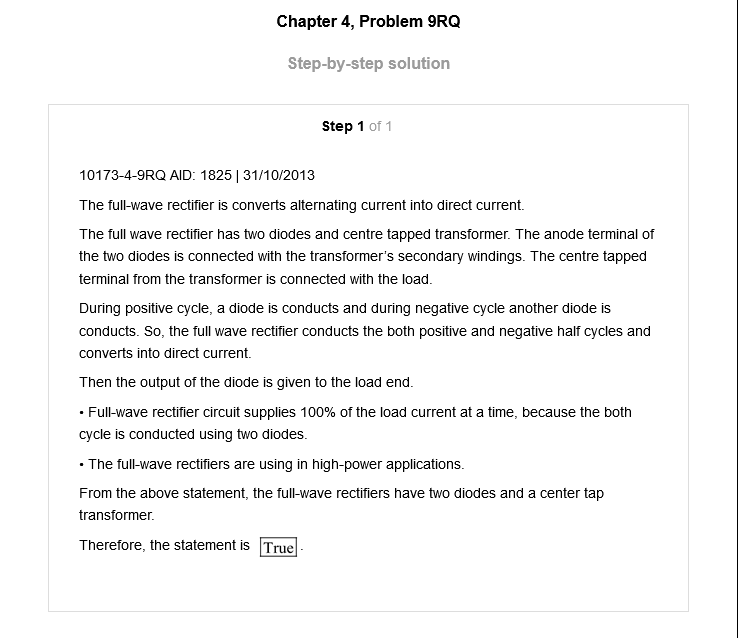 Chapter 4, Problem 9RQ
Step-by-step solution
Step 1 of 1
10173-4-9RQ AID: 1825 | 31/10/2013
The full-wave rectifier is converts alternating current into direct current.
The full wave rectifier has two diodes and centre tapped transformer. The anode terminal of
the two diodes is connected with the transformer's secondary windings. The centre tapped
terminal from the transformer is connected with the load.
During positive cycle, a diode is conducts and during negative cycle another diode is
conducts. So, the full wave rectifier conducts the both positive and negative half cycles and
converts into direct current.
Then the output of the diode is given to the load end.
• Full-wave rectifier circuit supplies 100% of the load current at a time, because the both
cycle is conducted using two diodes.
• The full-wave rectifiers are using in high-power applications.
From the above statement, the full-wave rectifiers have two diodes and a center tap
transformer.
Therefore, the statement is True.